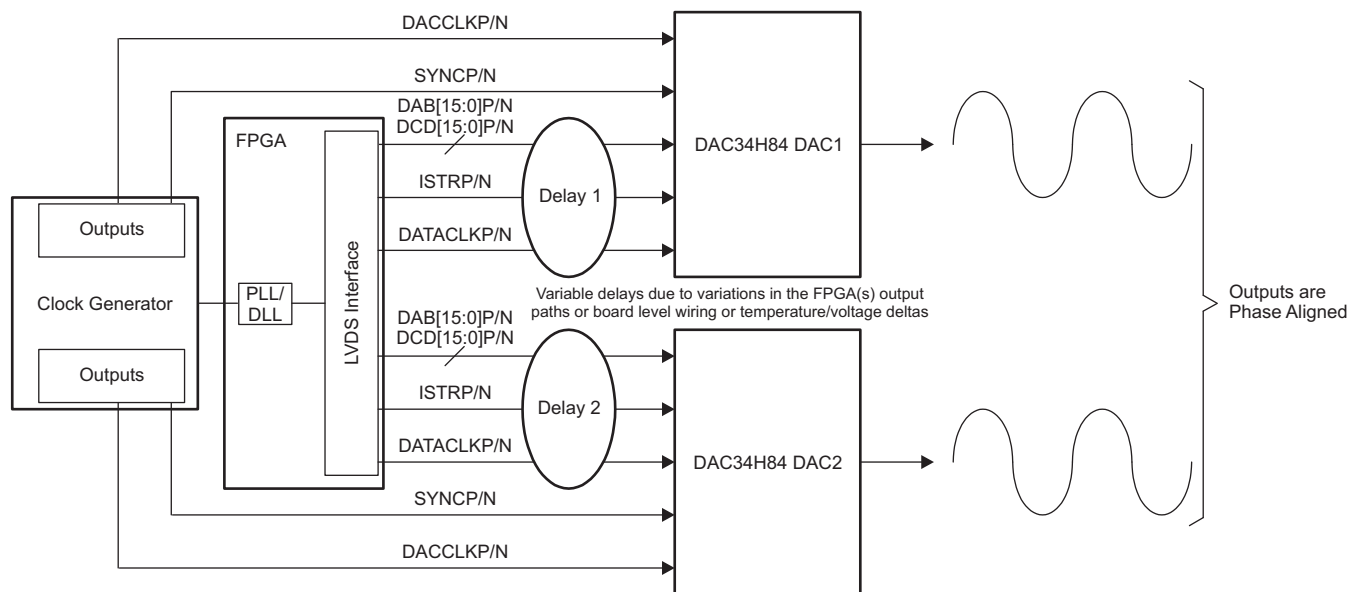 DACCLKP/N
SYNCP/N
DAB[15:0]P/N
DCD[15:0]P/N
FPGA
DAC34H84 DAC1
ISTRP/N
Delay 1
Outputs
DATACLKP/N
Clock Generator
PLL/
DLL
LVDS Interface
Variable delays due to variations in the FPGA(s) output
paths or board level wiring or temperature/voltage deltas
Outputs are
Phase Aligned
DAB[15:0]P/N
DCD[15:0]P/N
Outputs
ISTRP/N
Delay 2
DATACLKP/N
DAC34H84 DAC2
SYNCP/N
DACCLKP/N